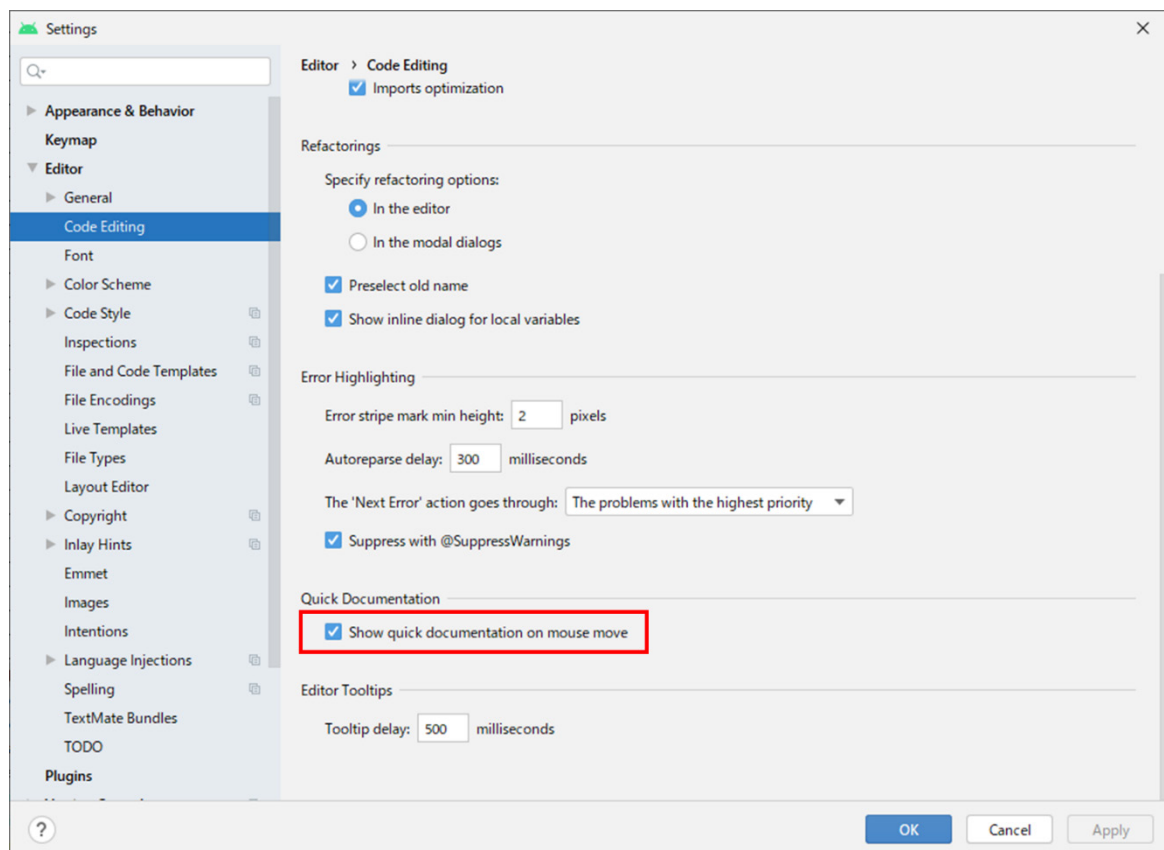 Settings
Appearance & Behavior
Keymap
Editor
General
Code Editing
Font
Color Scheme
Code Style
Inspections
File and Code Templates
File Encodings
Live Templates
File Types
Layout Editor
Copyright
Inlay Hints
Emmet
Images
Intentions
Language Injections
Spelling
TextMate Bundles
TODO
Plugins
Editor › Code Editing
Imports optimization
Refactorings
Specify refactoring options:
In the editor
In the modal dialogs
Preselect old name
Show inline dialog for local variables
Error Highlighting
Error stripe mark min height: 2 pixels
Autoreparse delay: 300 milliseconds
The 'Next Error' action goes through: The problems with the highest priority
Suppress with @SuppressWarnings
Quick Documentation
Show quick documentation on mouse move
Editor Tooltips
Tooltip delay: 500 milliseconds
?
OK
Cancel
Apply